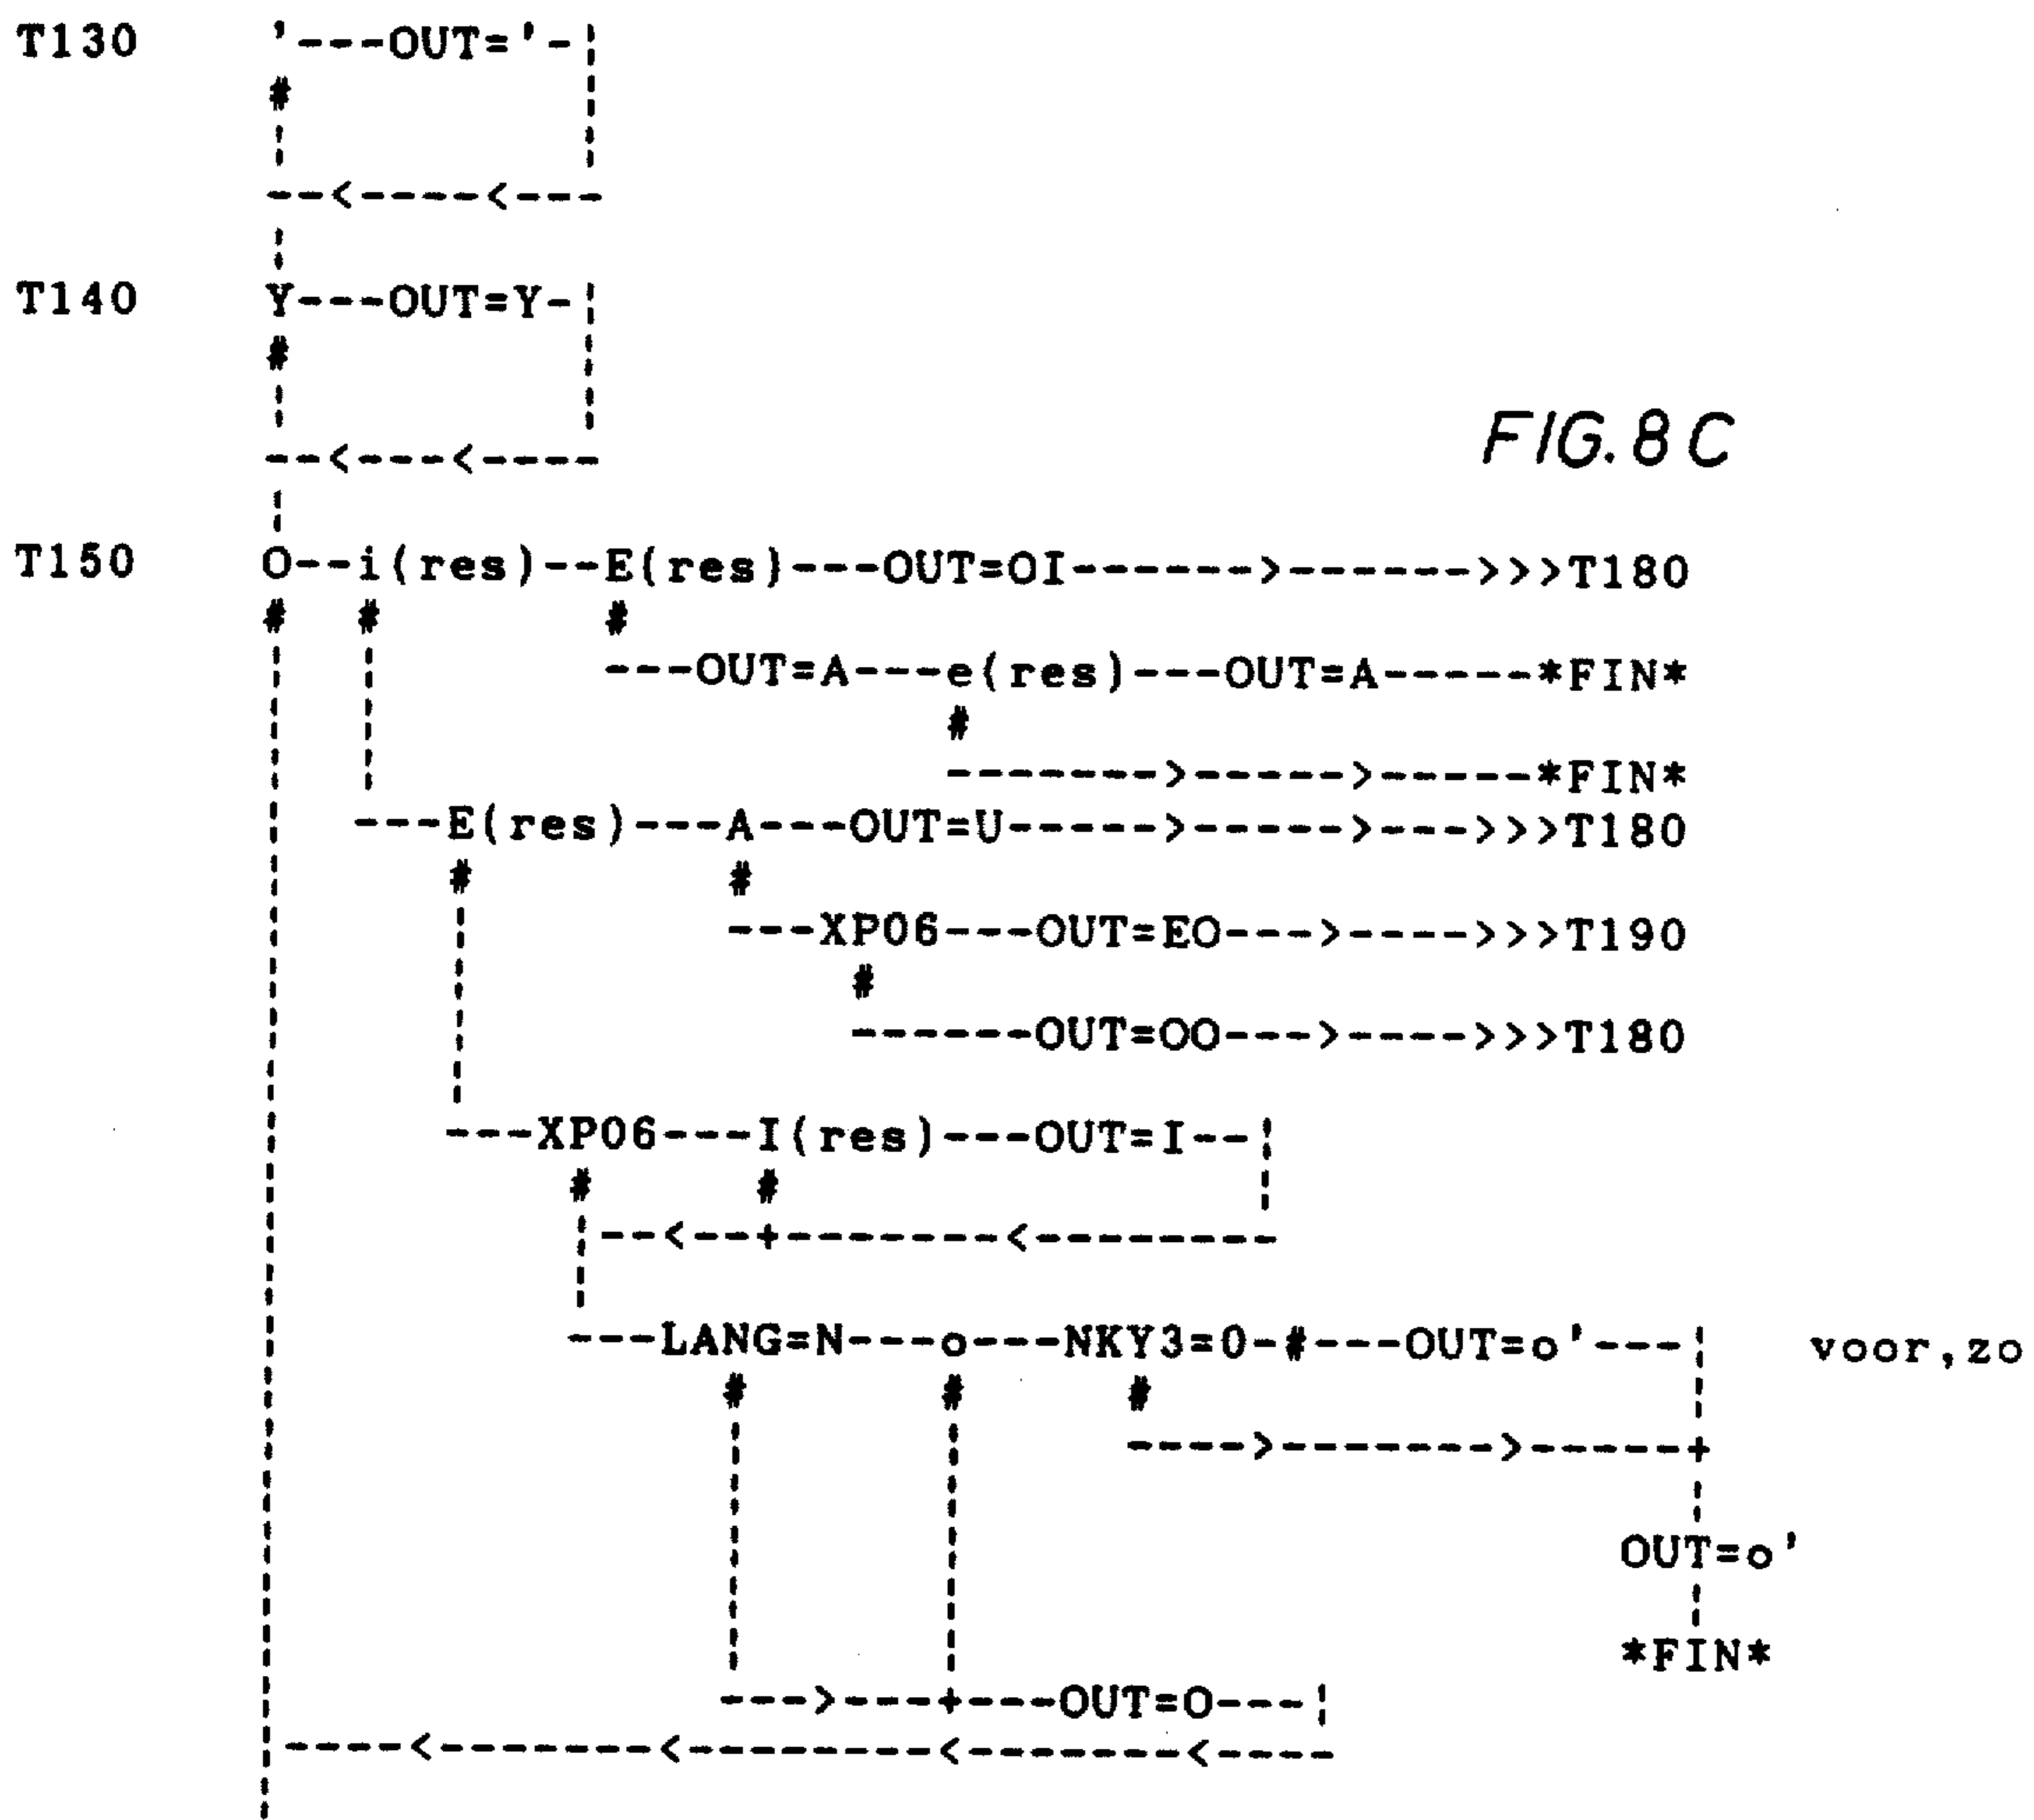 T130 '---OUT='-¦
#
--<----<---
T140 Y---OUT=Y-¦
#
FIG. 8C
--<---<----
T150 O--i(res)--E(res)---OUT=OI------>------>>>T180
# # #
---OUT=A---e(res)---OUT=A-----*FIN*
#
------->----->-----*FIN*
---E(res)---A---OUT=U----->----->--->>>T180
# #
---XP06---OUT=EO--->---->>>T190
#
------OUT=OO--->---->>>T180
---XP06---I(res)---OUT=I--¦
# #
¦--<--+-------<--------
---LANG=N---o---NKY3=0-#---OUT=o'---¦ voor,zo
# # #
---->------->------+
OUT=o'
*FIN*
--->---+---OUT=O---¦
----<-------<--------<-------<----